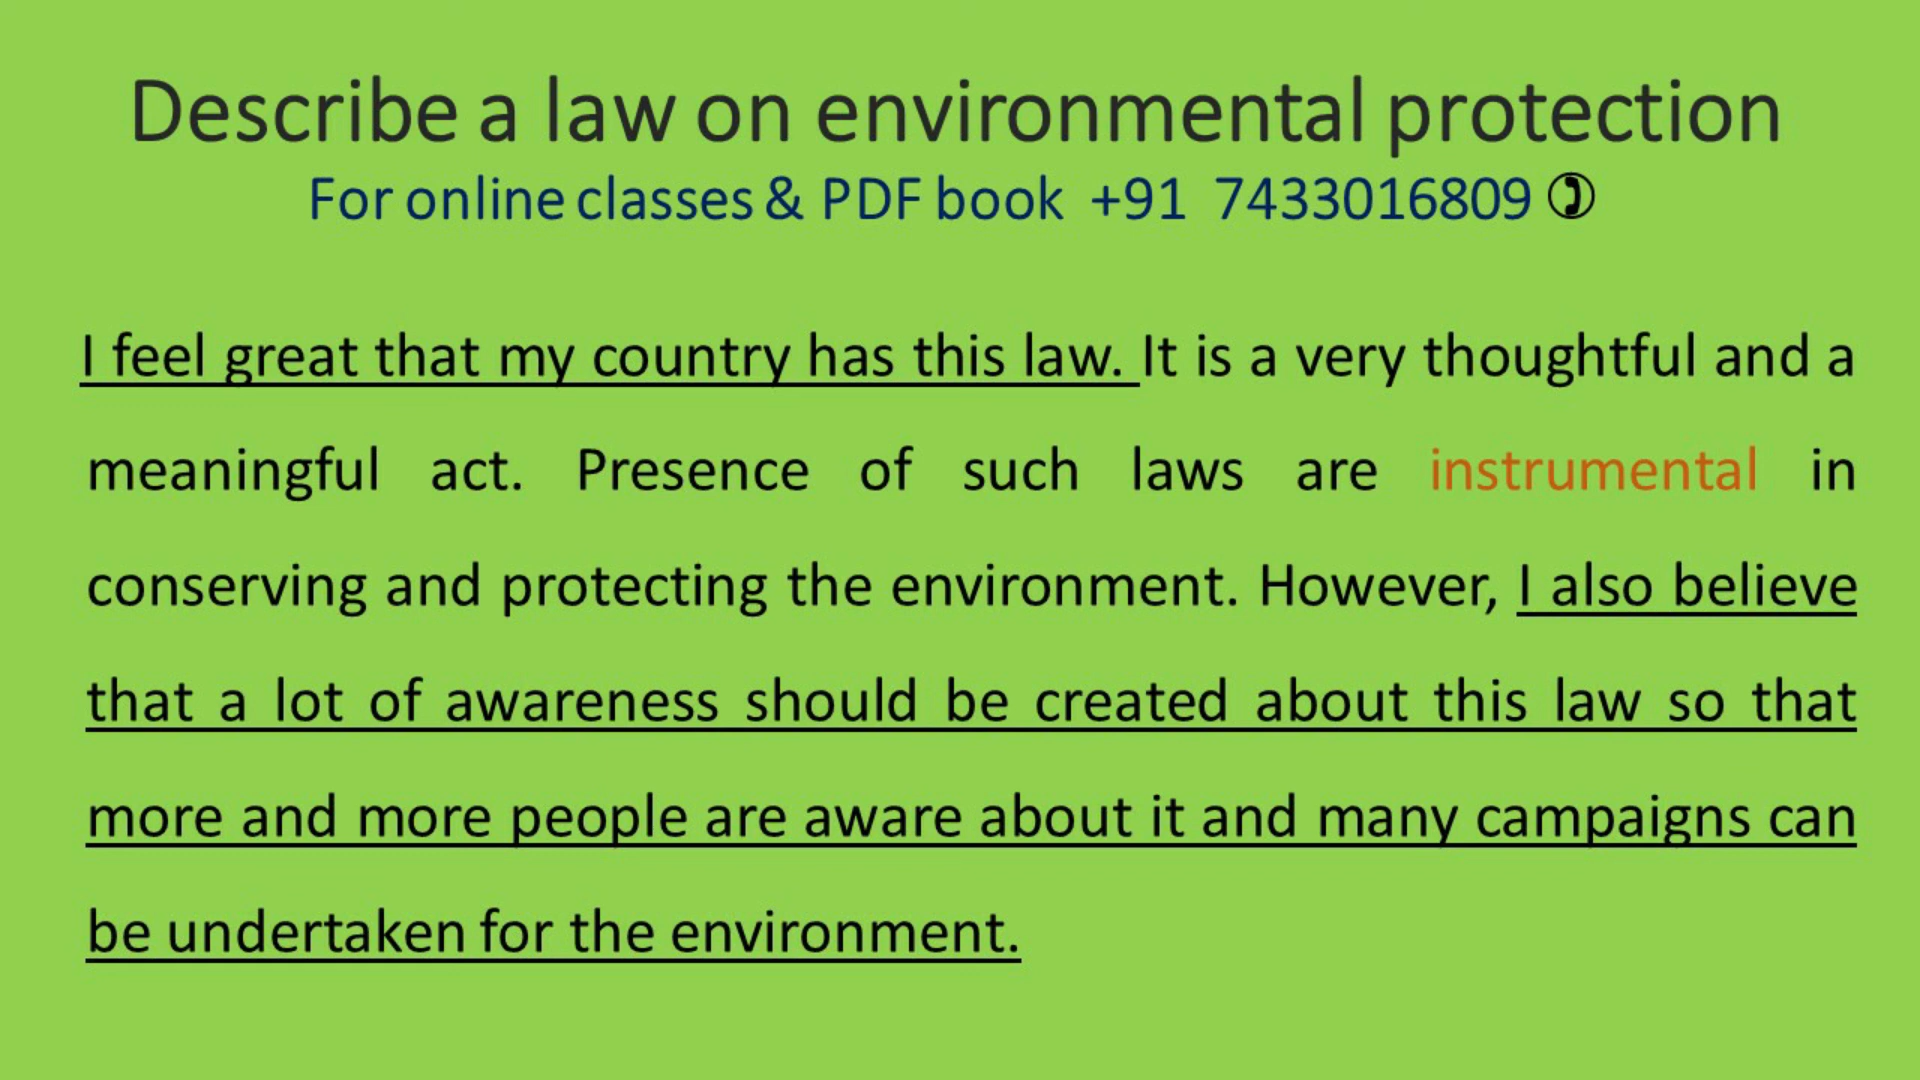 Describe a law on environmental protection
For online classes & PDF book +91 7433016809 ✆
I feel great that my country has this law. It is a very thoughtful and a
meaningful act. Presence of such laws are instrumental in
conserving and protecting the environment. However, I also believe
that a lot of awareness should be created about this law so that
more and more people are aware about it and many campaigns can
be undertaken for the environment.